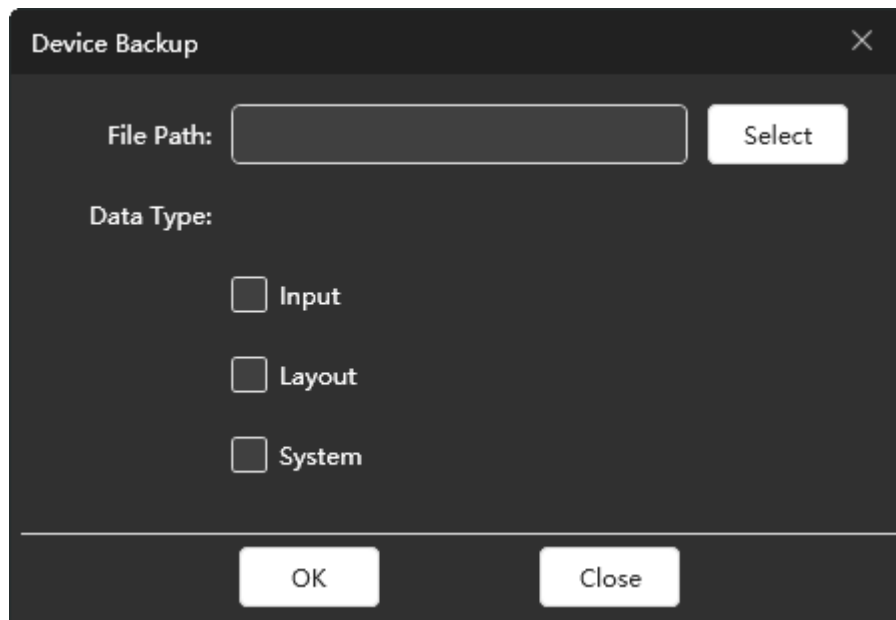 Device Backup
File Path: Select
Data Type:
Input
Layout
System
OK Close